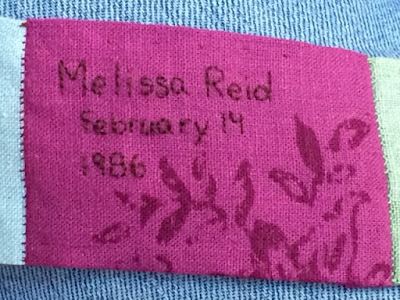 Melissa Reid
February 14
1986